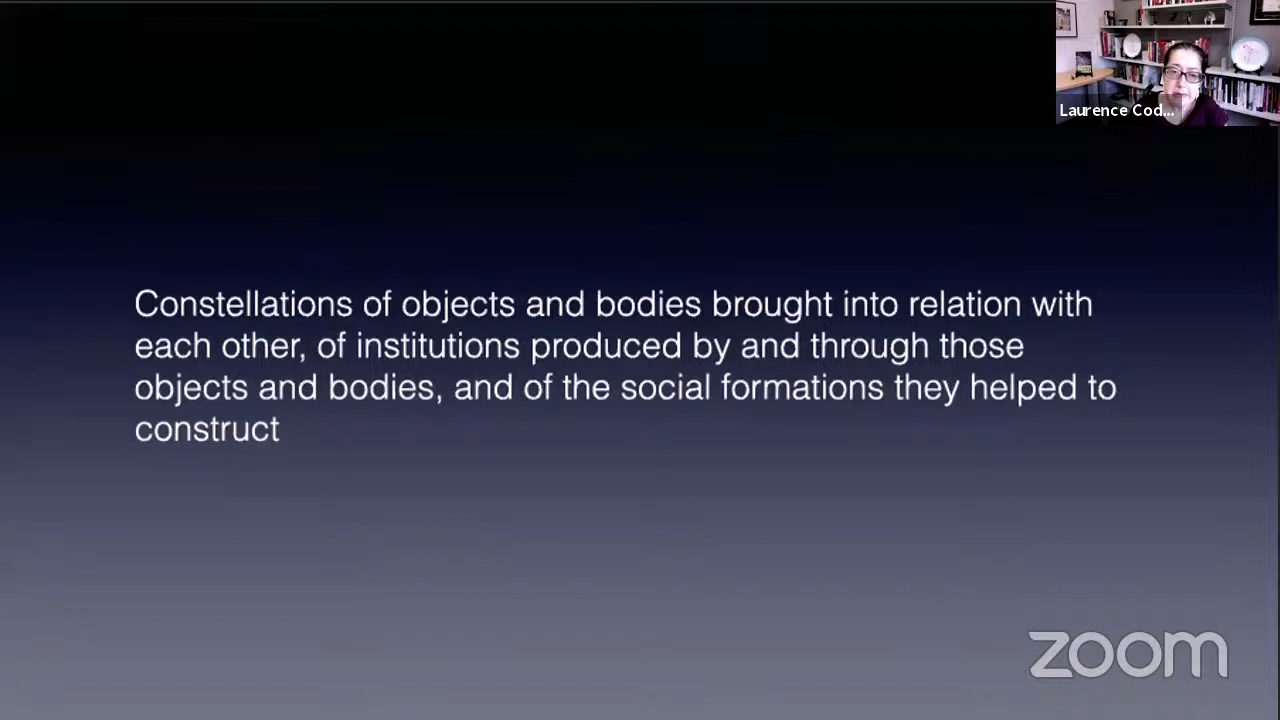 Laurence Cod...
Constellations of objects and bodies brought into relation with
each other, of institutions produced by and through those
objects and bodies, and of the social formations they helped to
construct
zoom